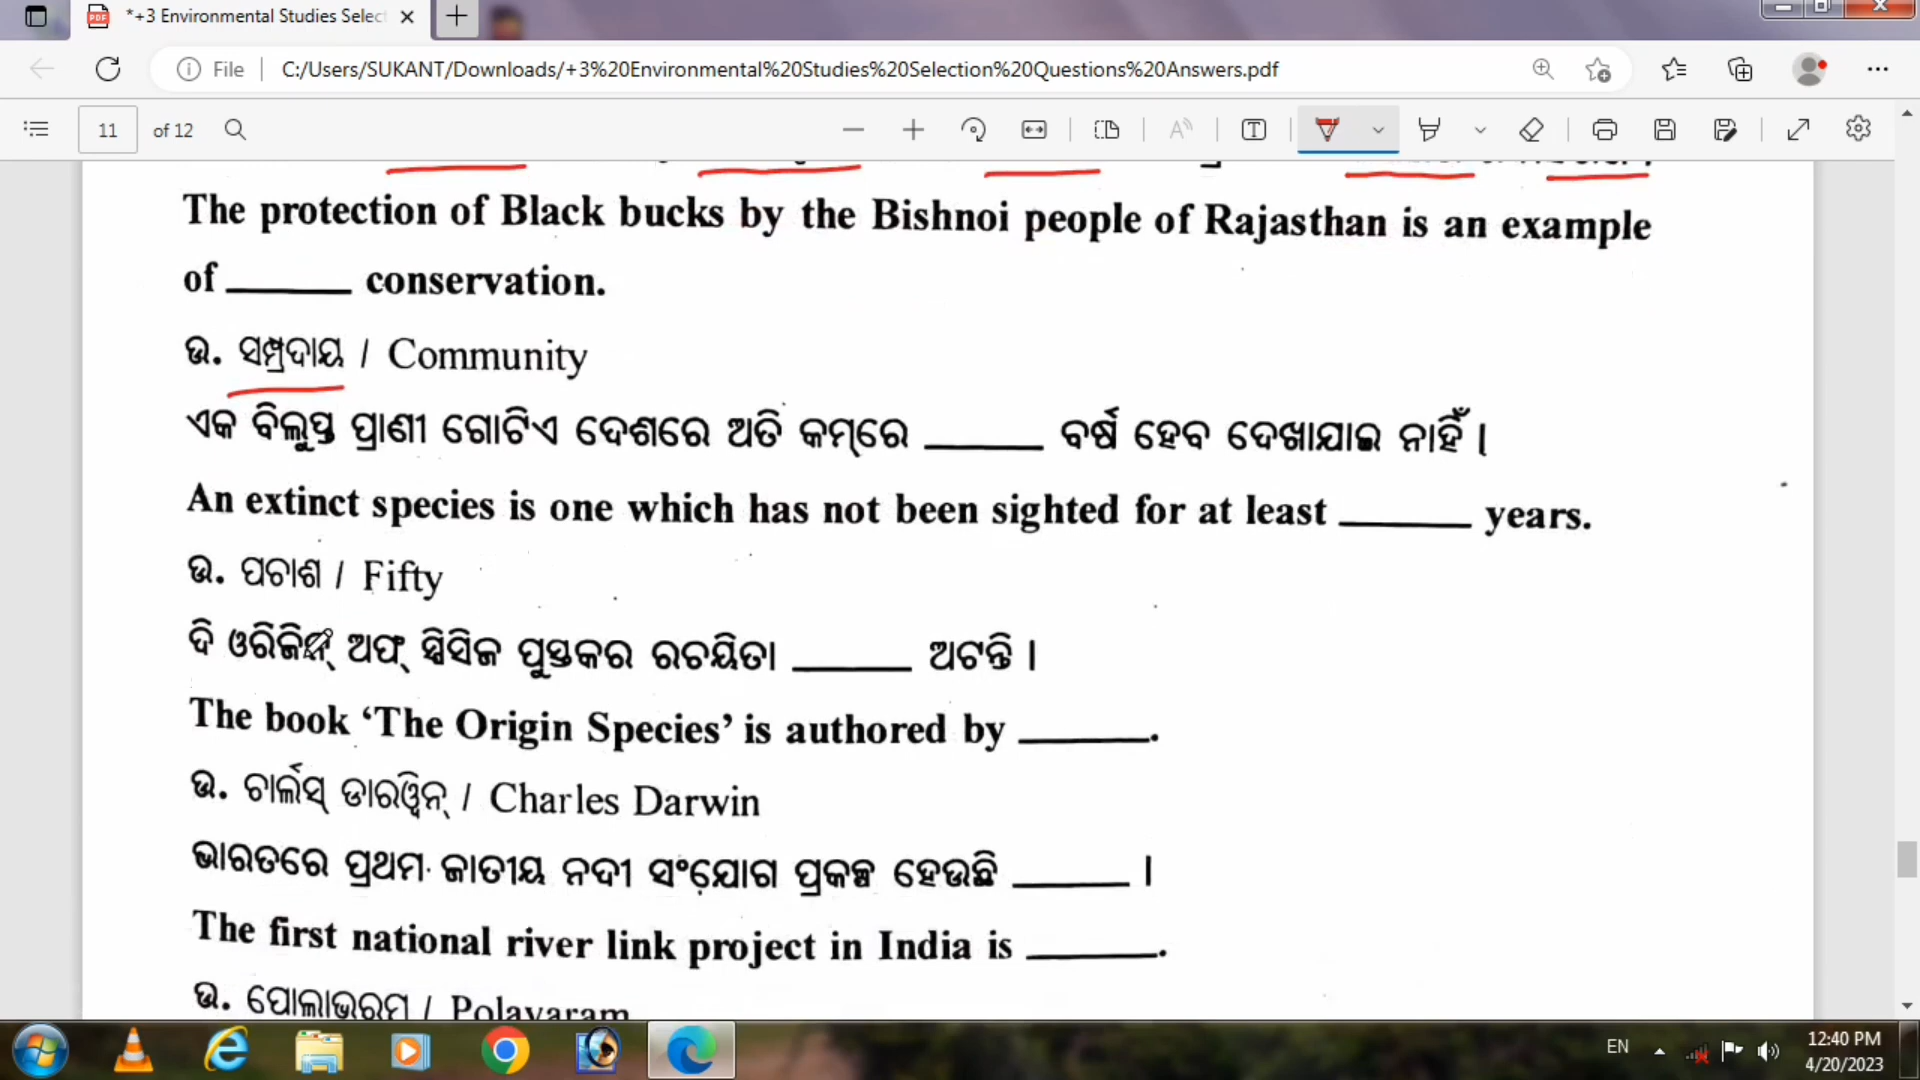 *+3 Environmental Studies Selec
File
C:/Users/SUKANT/Downloads/+3%20Environmental%20Studies%20Selection%20Questions%20Answers.pdf
11 of 12
The protection of Black bucks by the Bishnoi people of Rajasthan is an example
of ______ conservation.
ଉ. ସମ୍ପ୍ରଦାୟ / Community
ଏକ ବିଲୁପ୍ତ ପ୍ରାଣୀ ଗୋଟିଏ ଦେଶରେ ଅତି କମ୍‌ରେ ______ ବର୍ଷ ହେବ ଦେଖାଯାଇ ନାହିଁ ।
An extinct species is one which has not been sighted for at least ______ years.
ଉ. ପଚାଶ / Fifty
ଦି ଓରିଜିନ୍ ଅଫ୍ ସ୍ପିସିଜ ପୁସ୍ତକର ରଚୟିତା ______ ଅଟନ୍ତି ।
The book ‘The Origin Species’ is authored by ______.
ଉ. ଚାର୍ଲସ୍ ଡାରଓ୍ବିନ୍ / Charles Darwin
ଭାରତରେ ପ୍ରଥମ ଜାତୀୟ ନଦୀ ସଂଯୋଗ ପ୍ରକଳ୍ପ ହେଉଛି ______ ।
The first national river link project in India is ______.
ଉ. ପୋଲାଭରମ୍ / Polavaram
EN
12:40 PM
4/20/2023